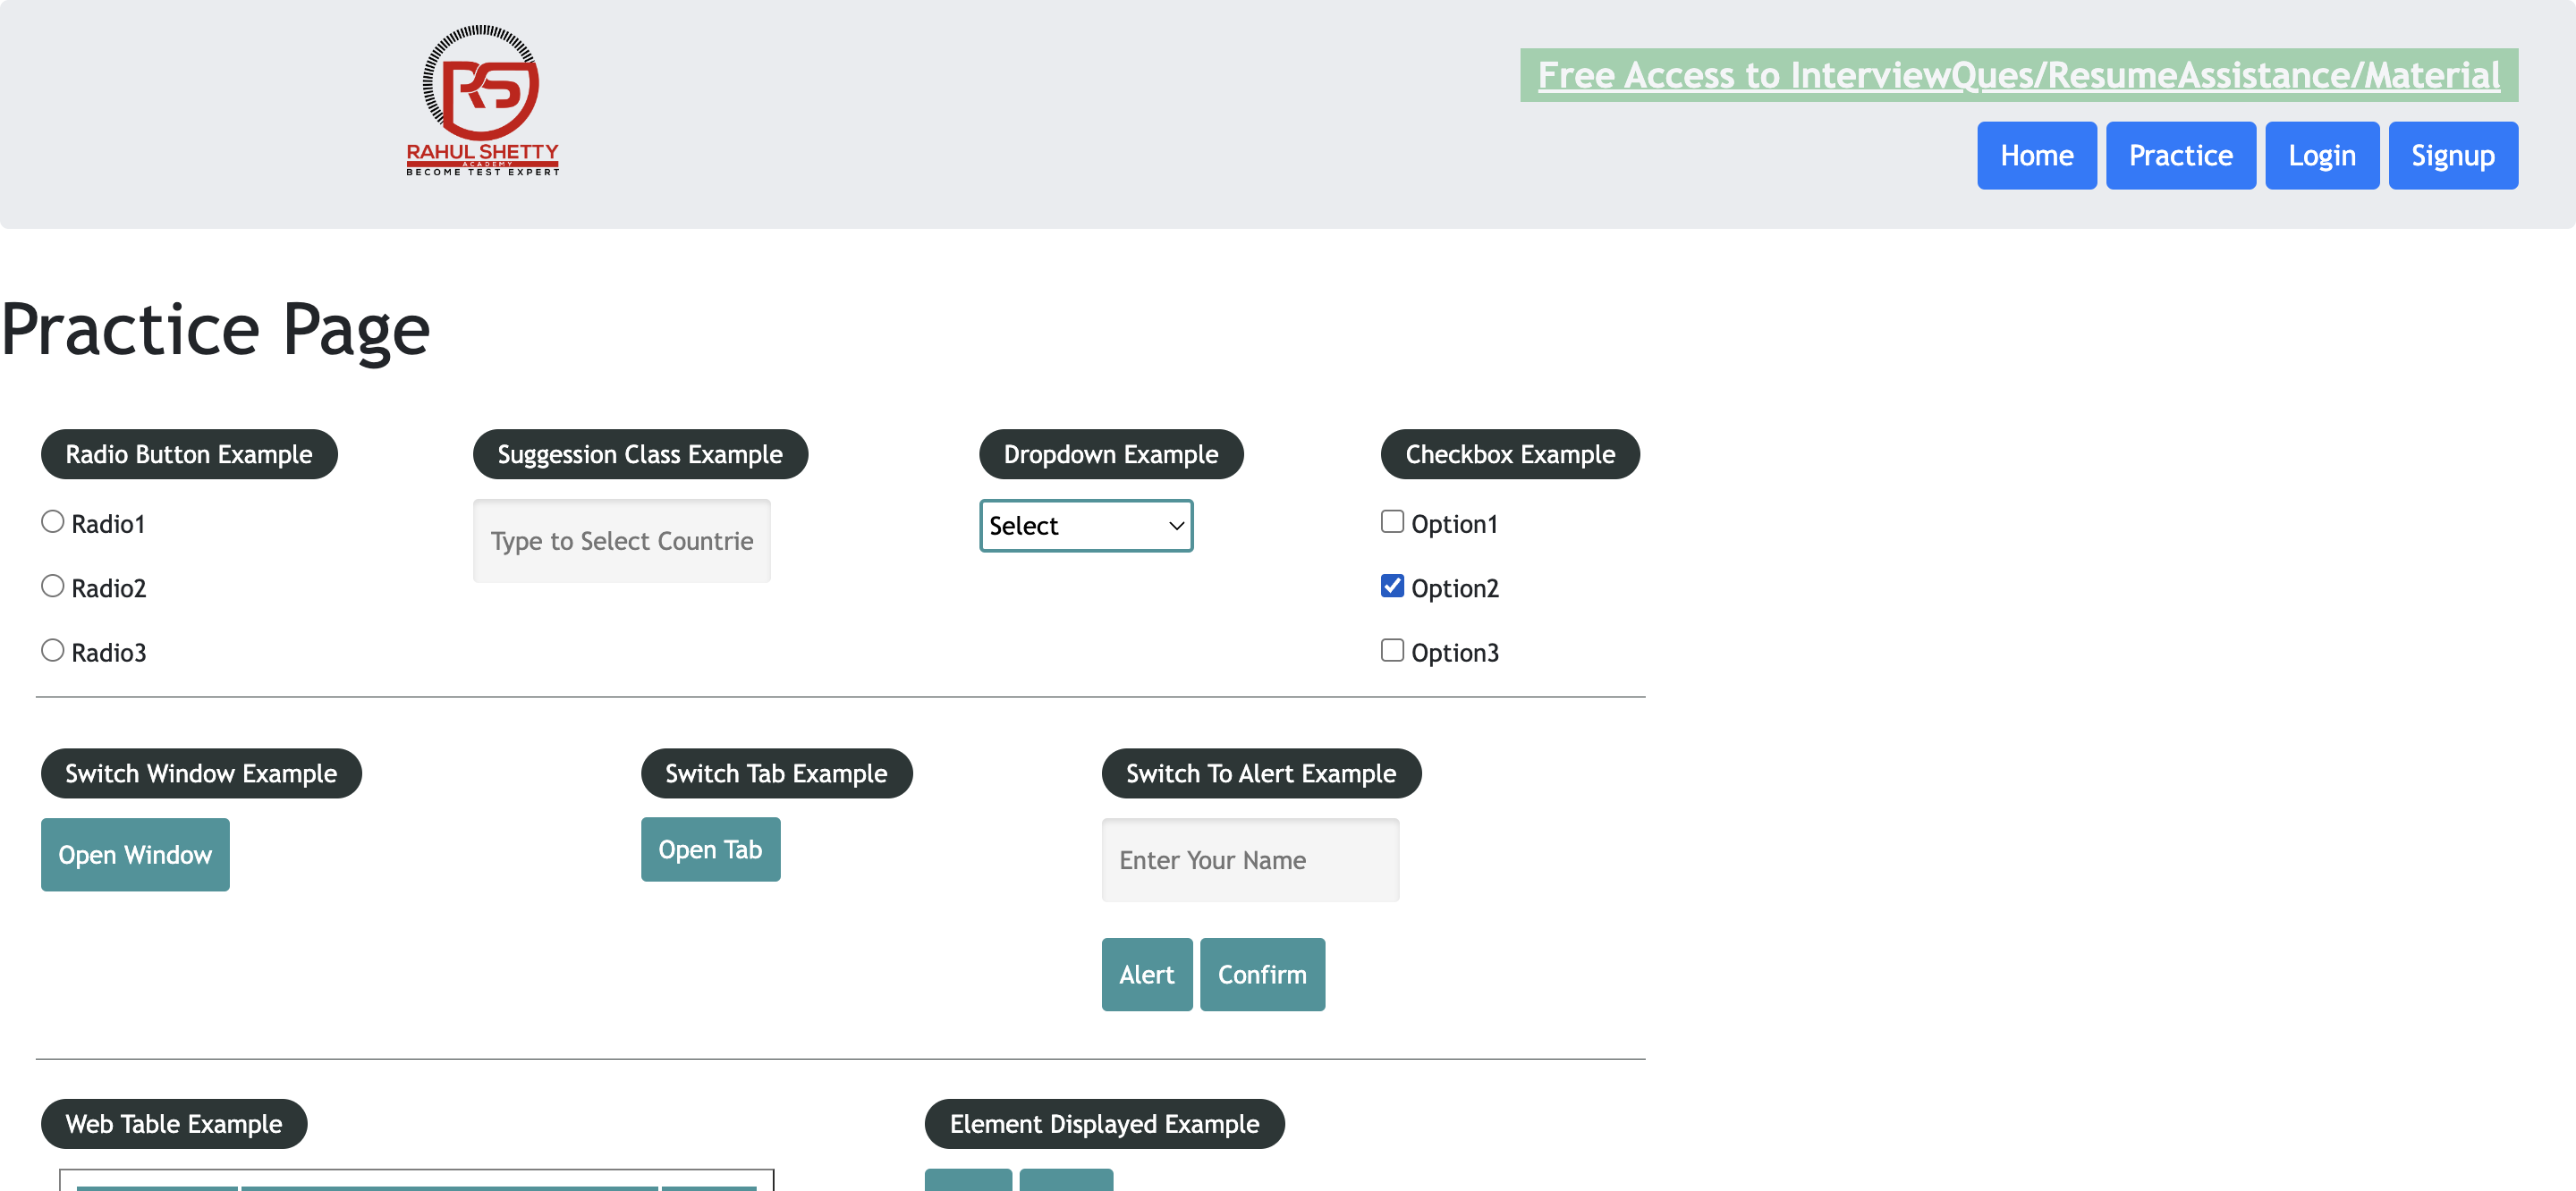 RS
RAHUL SHETTY
ACADEMY
BECOME TEST EXPERT
Free Access to InterviewQues/ResumeAssistance/Material
Home Practice Login Signup
Practice Page
Radio Button Example
Radio1
Radio2
Radio3
Suggession Class Example
Type to Select Countrie
Dropdown Example
Select
Checkbox Example
Option1
Option2
Option3
Switch Window Example
Open Window
Switch Tab Example
Open Tab
Switch To Alert Example
Enter Your Name
Alert Confirm
Web Table Example
Element Displayed Example